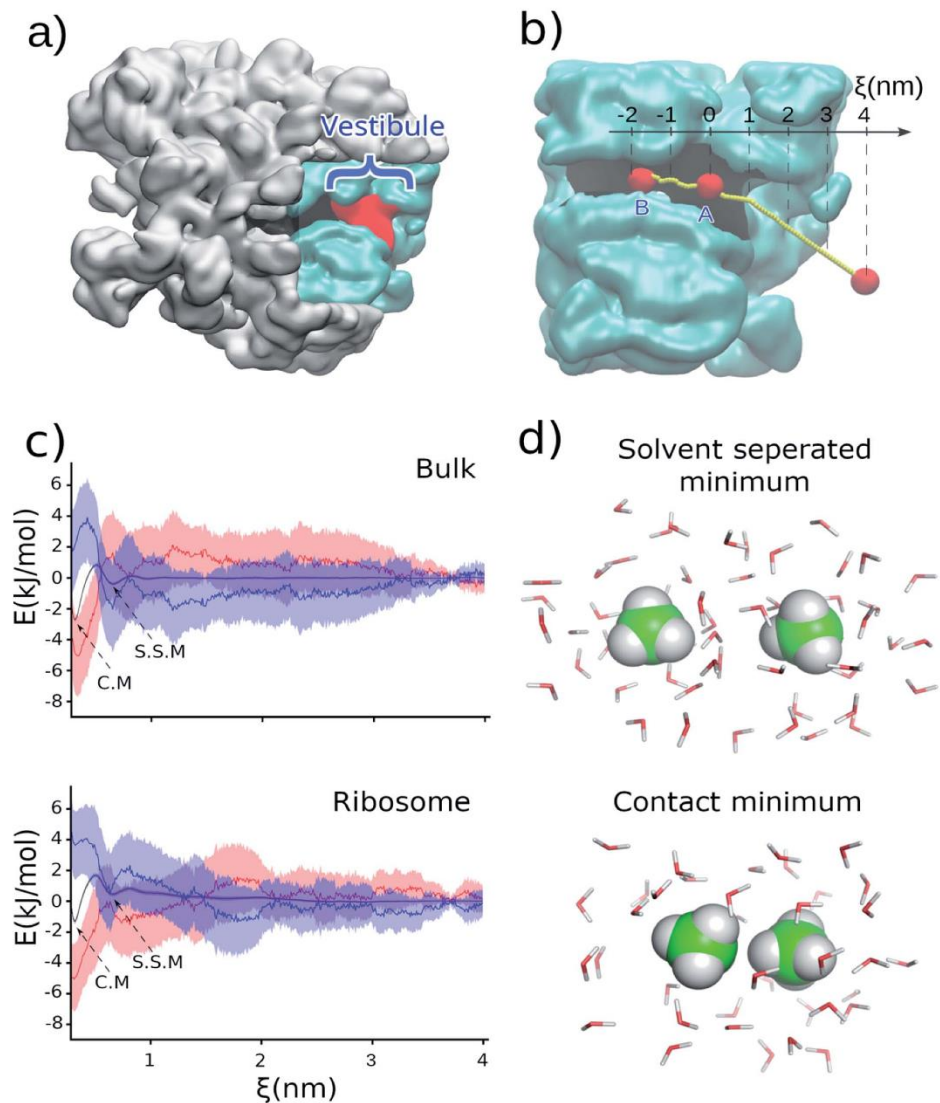 a)
Vestibule
b)
ξ(nm)
-2 -1 0 1 2 3 4
B
A
c)
Bulk
E(kJ/mol)
6
4
2
0
-2
-4
-6
-8
S.S.M
C.M
1 2 3 4
Ribosome
E(kJ/mol)
6
4
2
0
-2
-4
-6
-8
S.S.M
C.M
1 2 3 4
ξ(nm)
d)
Solvent seperated
minimum
Contact minimum